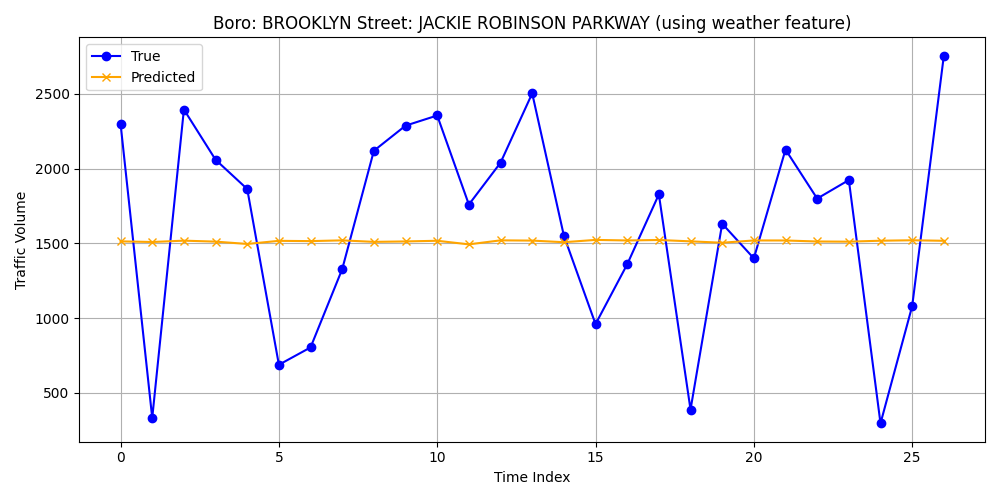 Boro: BROOKLYN Street: JACKIE ROBINSON PARKWAY (using weather feature)
True
Predicted
Traffic Volume
2500
2000
1500
1000
500
0 5 10 15 20 25
Time Index